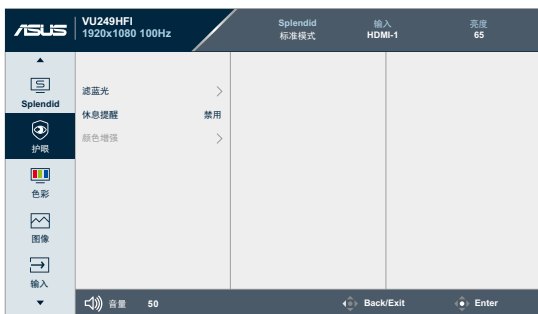 ASUS
VU249HFI
1920x1080 100Hz
Splendid
标准模式
输入
HDMI-1
亮度
65
Splendid
护眼
色彩
图像
输入
滤蓝光
休息提醒 禁用
颜色增强
音量 50
Back/Exit
Enter